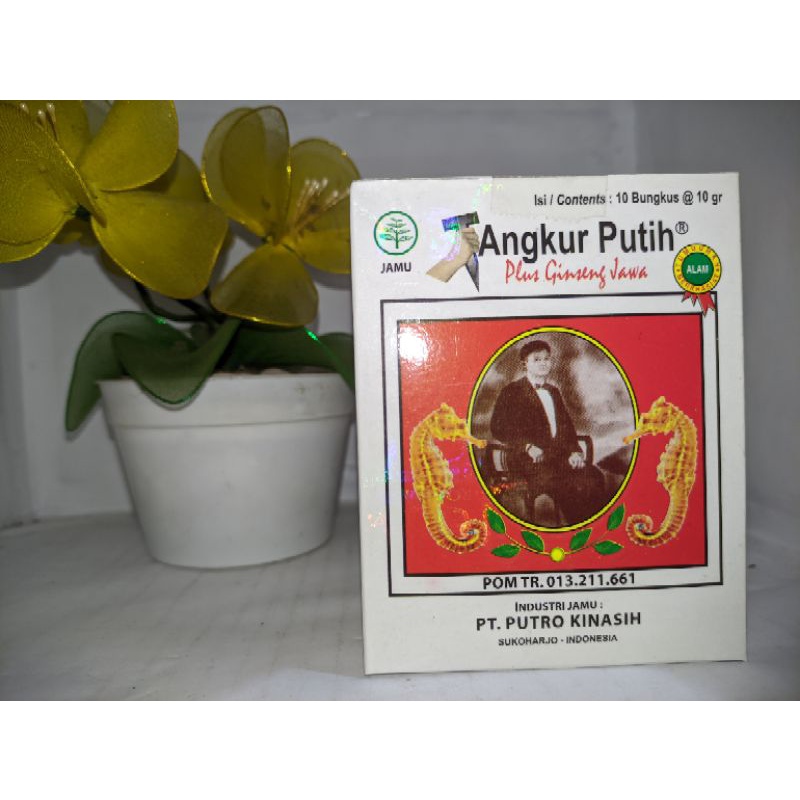 Isi / Contents : 10 Bungkus @ 10 gr
JAMU
Angkur Putih®
Plus Ginseng Jawa
ALAM
POM TR. 013.211.661
INDUSTRI JAMU :
PT. PUTRO KINASIH
SUKOHARJO - INDONESIA